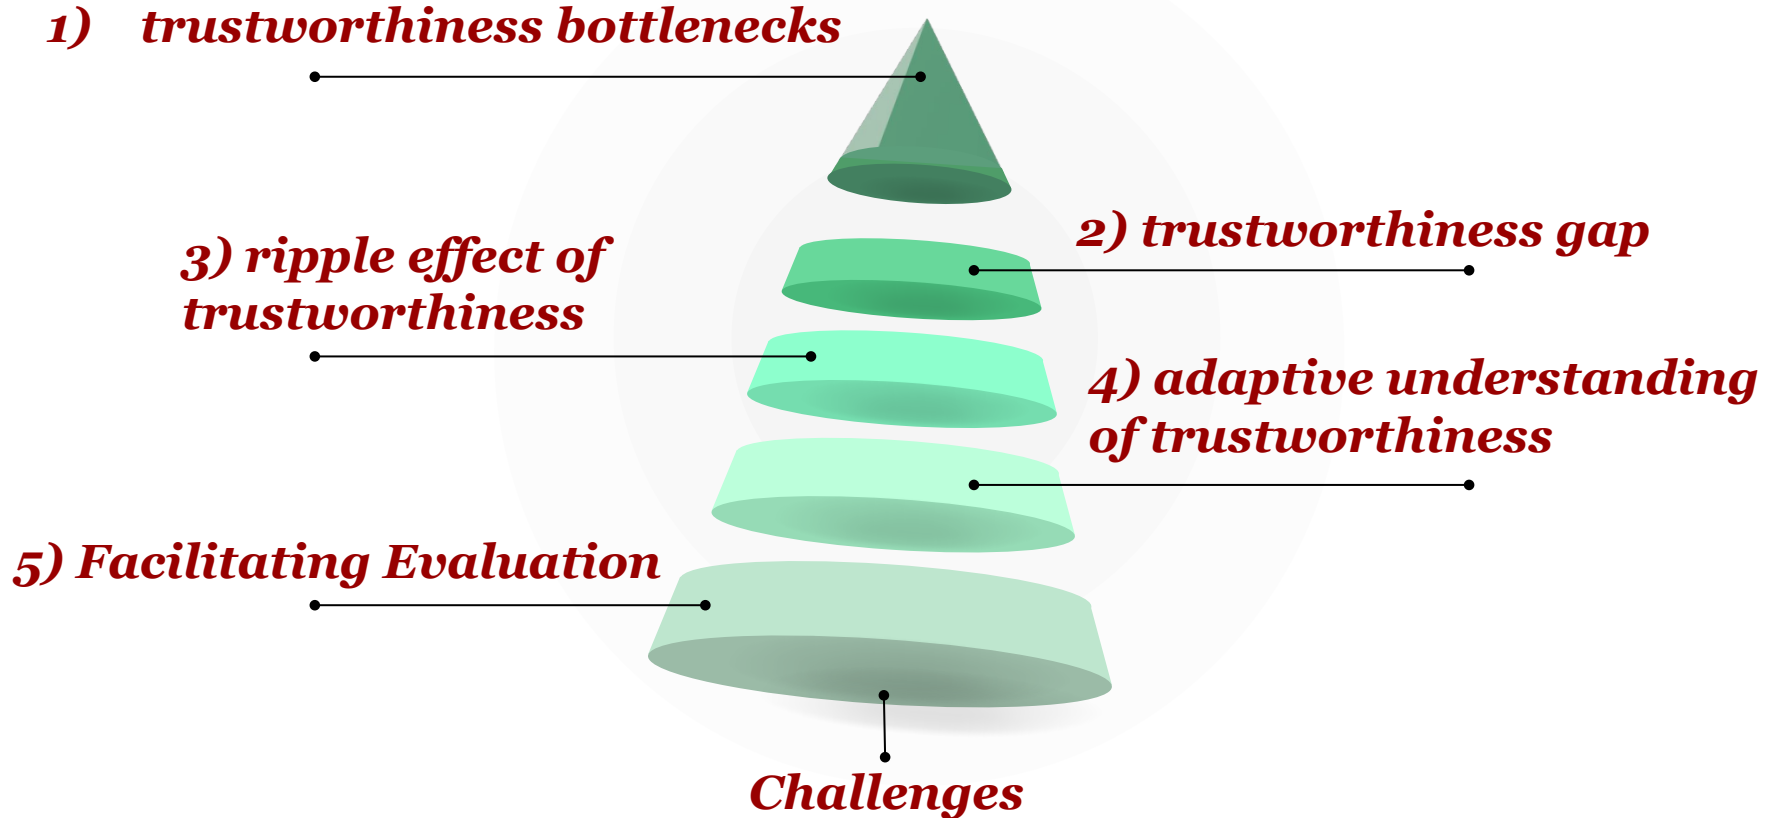 1) trustworthiness bottlenecks
2) trustworthiness gap
3) ripple effect of
trustworthiness
4) adaptive understanding
of trustworthiness
5) Facilitating Evaluation
Challenges